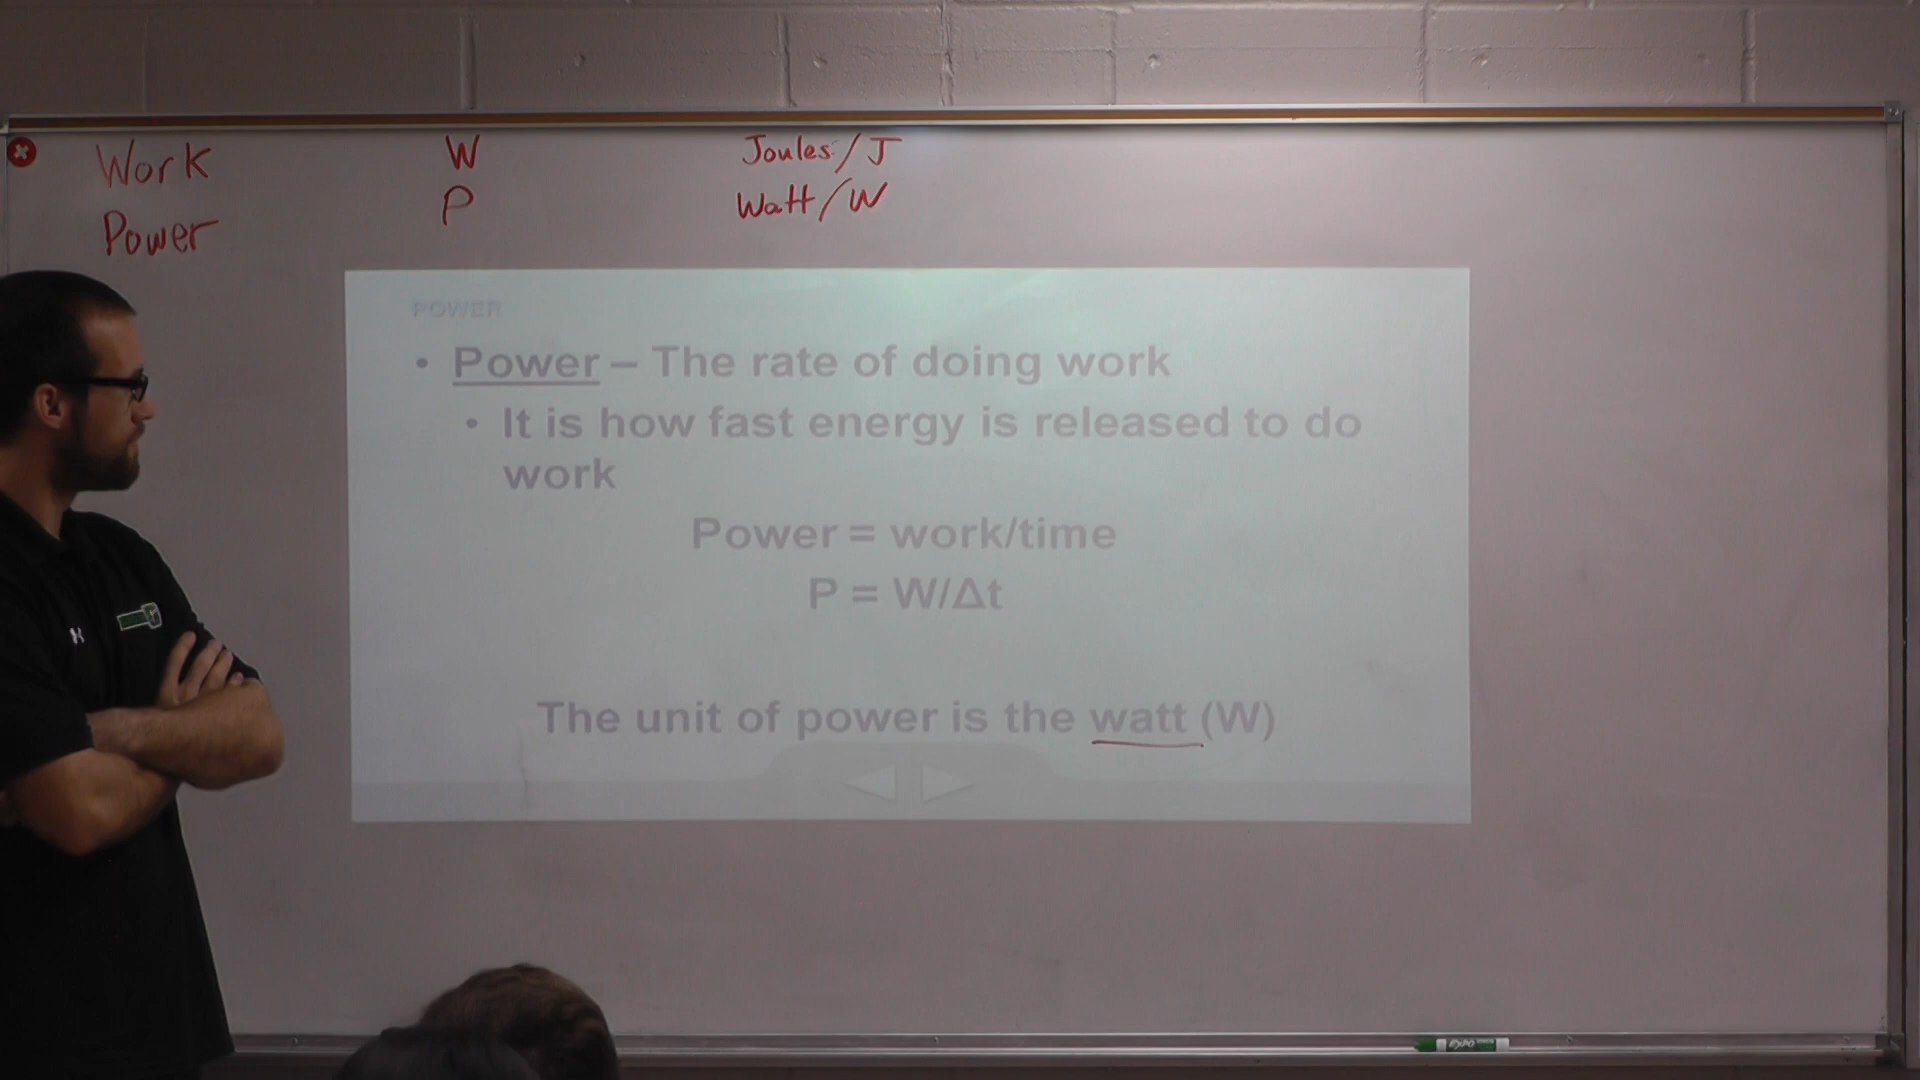 Work W Joules/J
Power P Watt/W
POWER
• Power – The rate of doing work
• It is how fast energy is released to do
work
Power = work/time
P = W/Δt
The unit of power is the watt (W)
EXPO